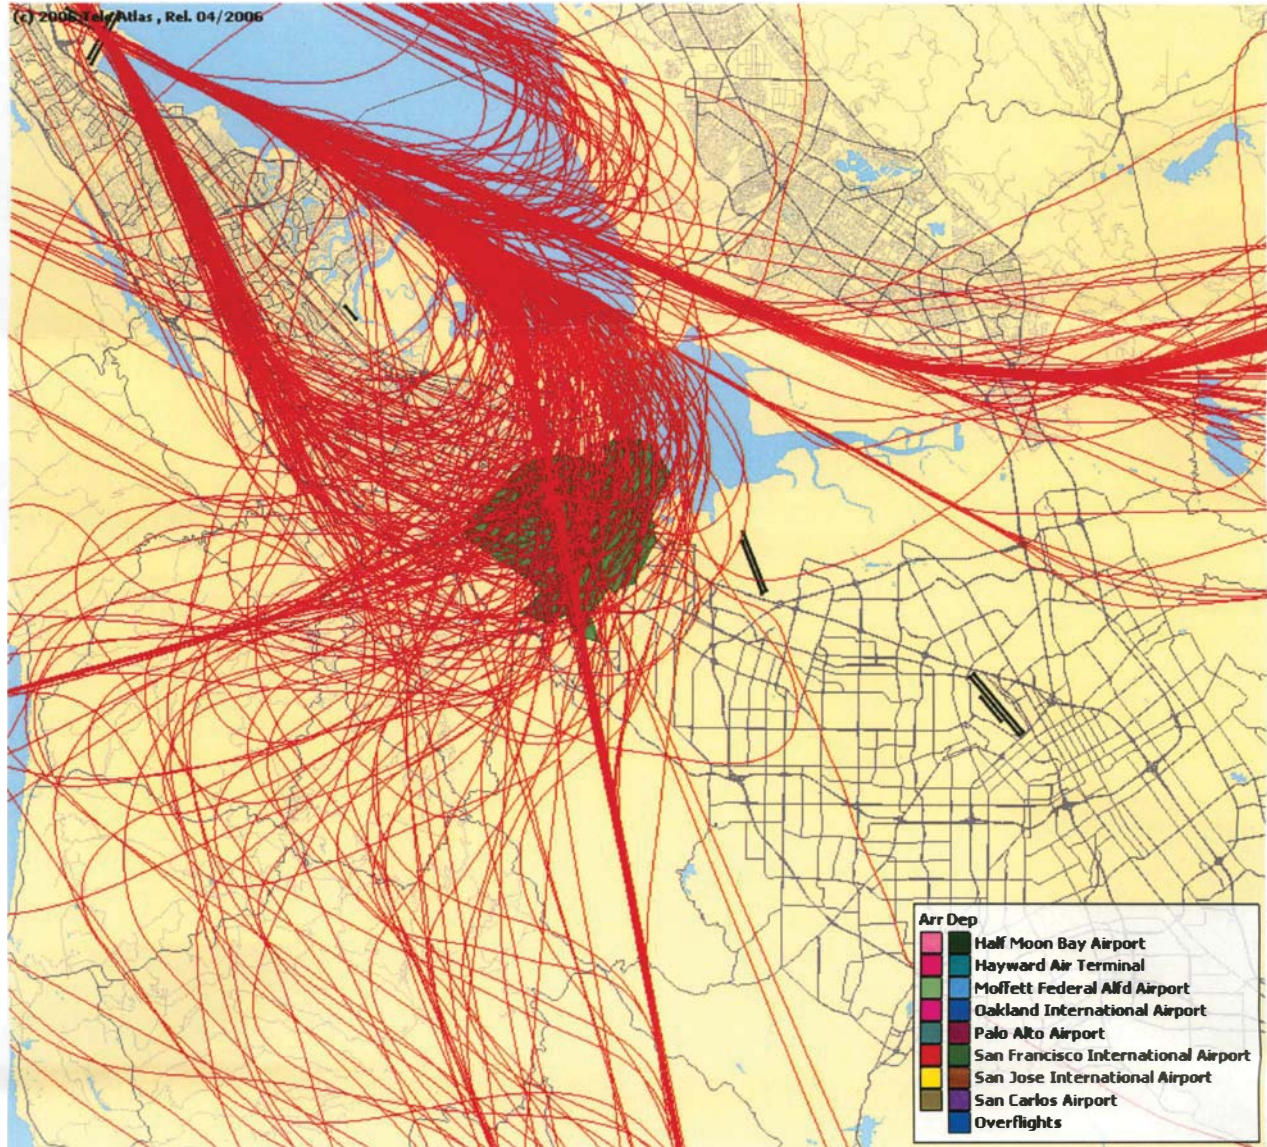 (c) 2006 Tele Atlas , Rel. 04/2006
Arr Dep
Half Moon Bay Airport
Hayward Air Terminal
Moffett Federal Alfd Airport
Oakland International Airport
Palo Alto Airport
San Francisco International Airport
San Jose International Airport
San Carlos Airport
Overflights